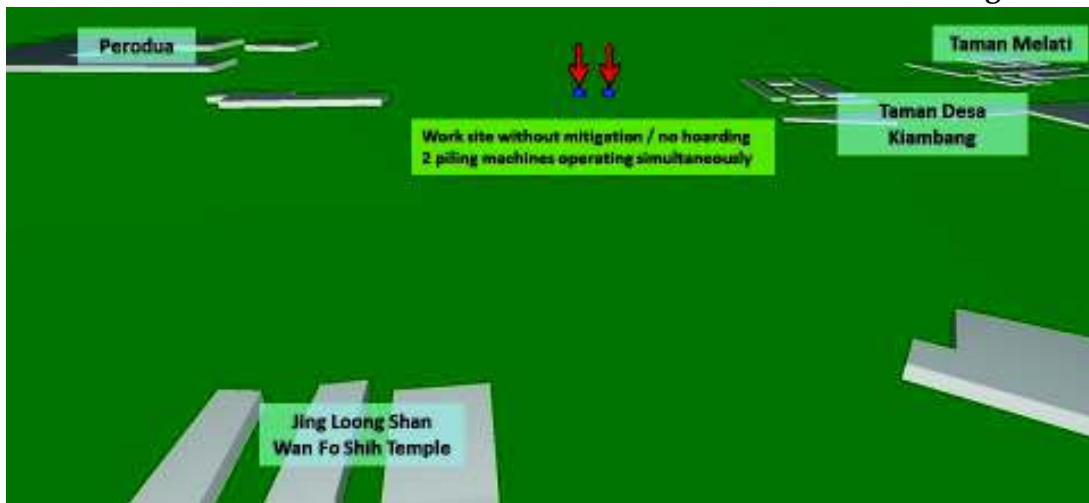 Perodua
Taman Melati
Taman Desa
Kiambang
Work site without mitigation / no hoarding
2 piling machines operating simultaneously
Jing Loong Shan
Wan Fo Shih Temple